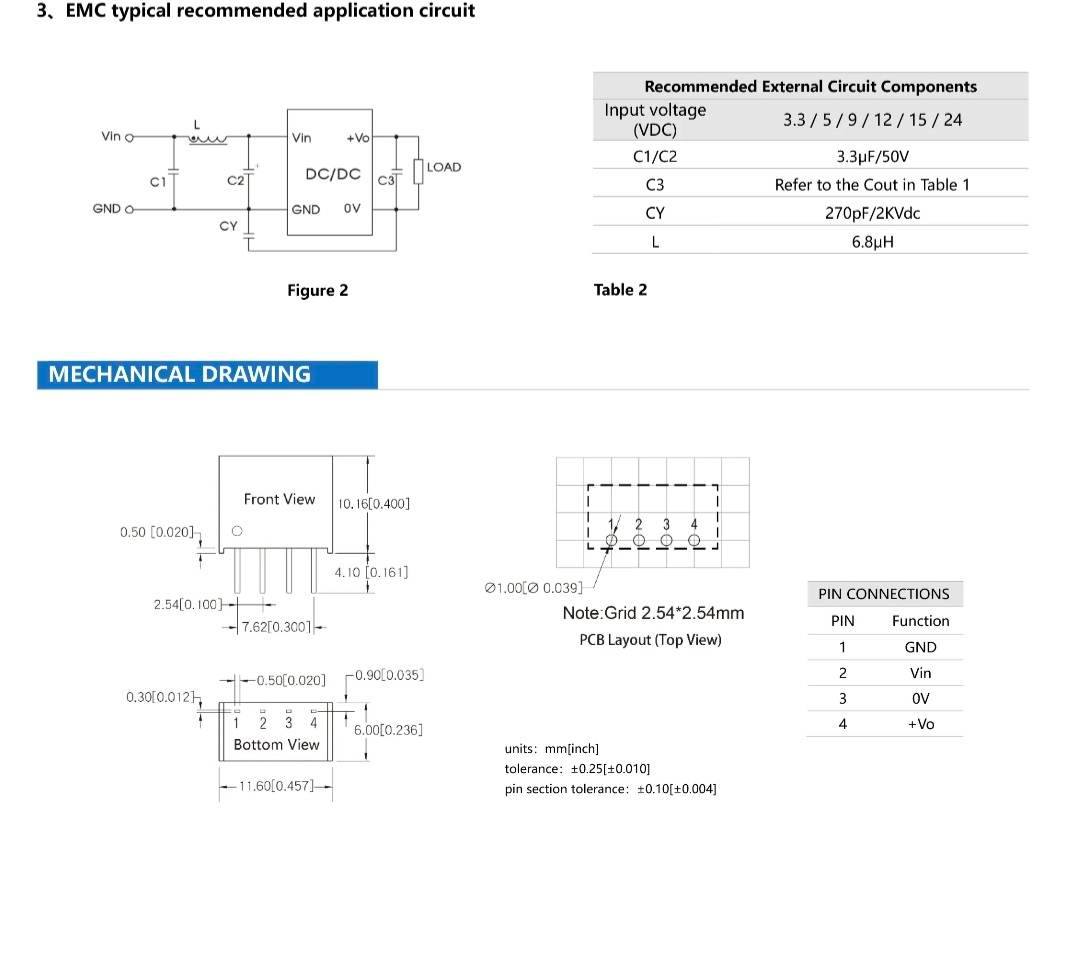 3、EMC typical recommended application circuit
Vin
L
C1
C2
+
GND
CY
Vin
+Vo
DC/DC
GND
0V
C3
LOAD
Figure 2
Recommended External Circuit Components
Input voltage
(VDC)
3.3 / 5 / 9 / 12 / 15 / 24
C1/C2
3.3μF/50V
C3
Refer to the Cout in Table 1
CY
270pF/2KVdc
L
6.8μH
Table 2
MECHANICAL DRAWING
Front View
10.16[0.400]
0.50 [0.020]
4.10 [0.161]
2.54[0.100]
7.62[0.300]
0.50[0.020]
0.90[0.035]
0.30[0.012]
1 2 3 4
6.00[0.236]
Bottom View
11.60[0.457]
1 2 3 4
∅1.00[∅ 0.039]
Note:Grid 2.54*2.54mm
PCB Layout (Top View)
units：mm[inch]
tolerance：±0.25[±0.010]
pin section tolerance：±0.10[±0.004]
PIN CONNECTIONS
PIN Function
1 GND
2 Vin
3 0V
4 +Vo